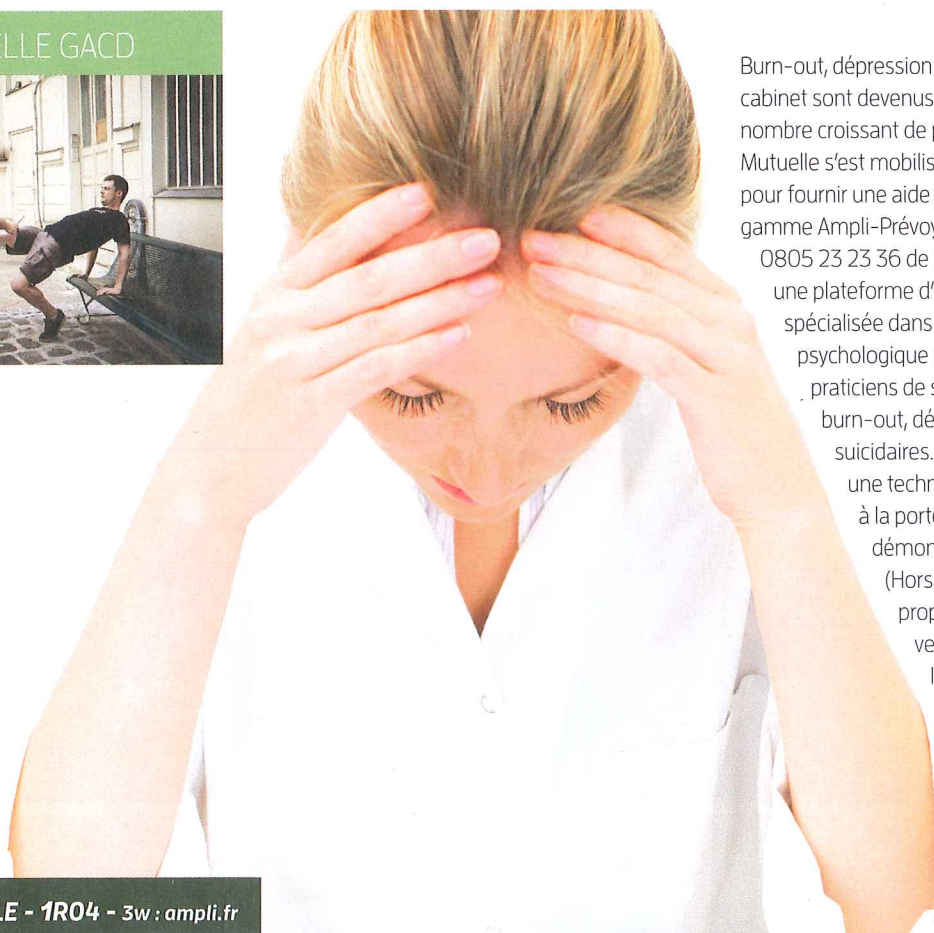 ELLE GACD
Burn-out, dépression
cabinet sont devenus
nombre croissant de
Mutuelle s'est mobilis
pour fournir une aide
gamme Ampli-Prévoy
0805 23 23 36 de
une plateforme d'
spécialisée dans
psychologique
praticiens de s
burn-out, dé
suicidaires.
une techn
à la porte
démon
(Hors
prop
ve
LE - 1R04 - 3w : ampli.fr